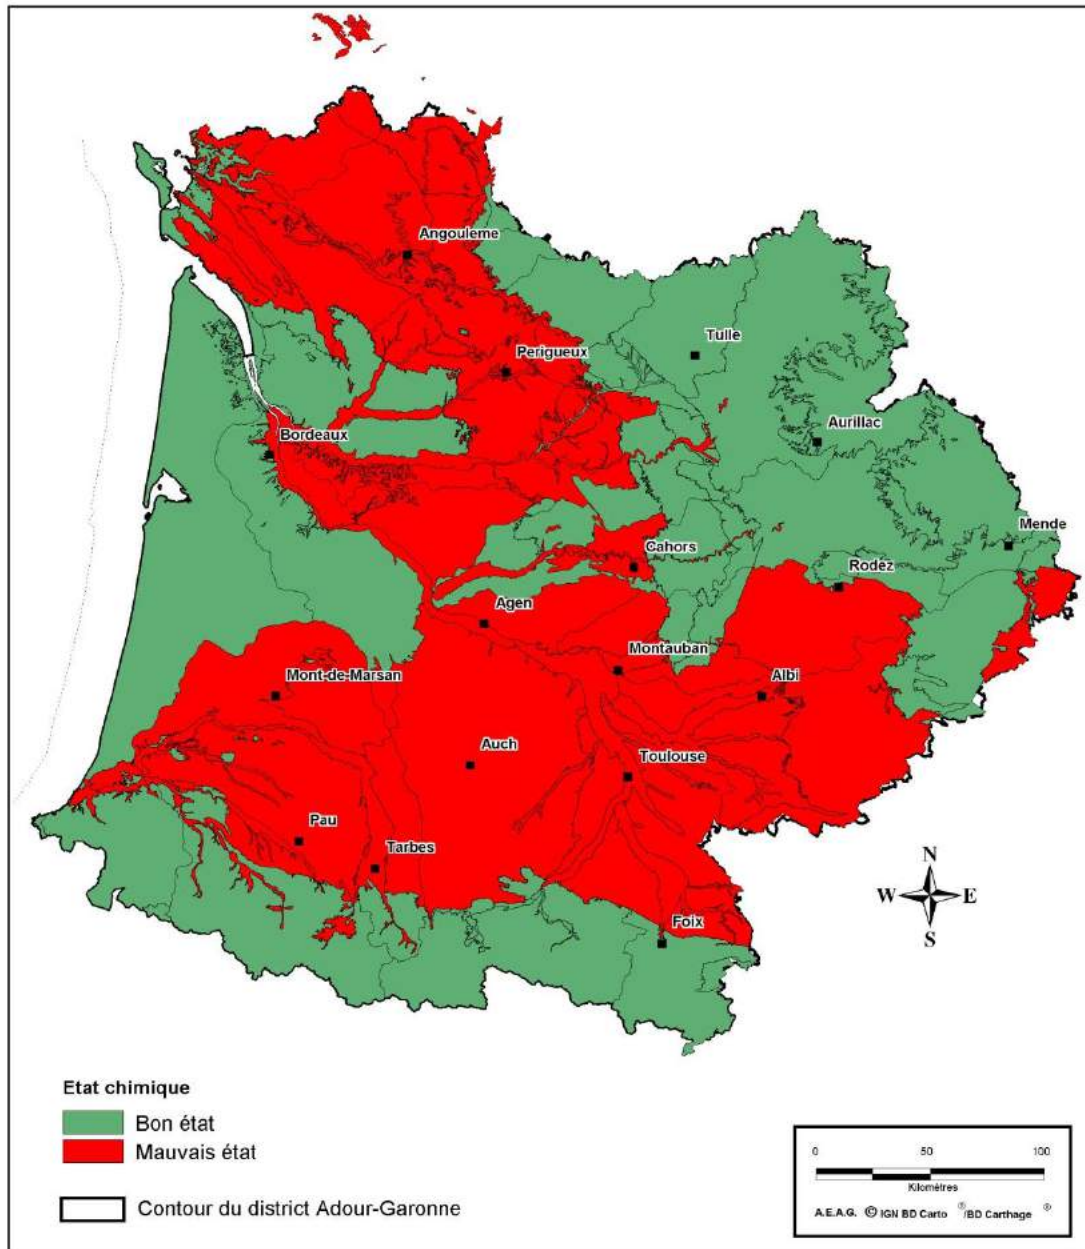 Angouleme
Tulle
Perigueux
Aurillac
Bordeaux
Mende
Cahors
Rodez
Agen
Montauban
Mont-de-Marsan
Albi
Auch
Toulouse
Pau
Tarbes
Foix
N
W E
S
Etat chimique
Bon état
Mauvais état
Contour du district Adour-Garonne
0 50 100
Kilomètres
A.E.A.G. © IGN BD Carto ® /BD Carthage ®